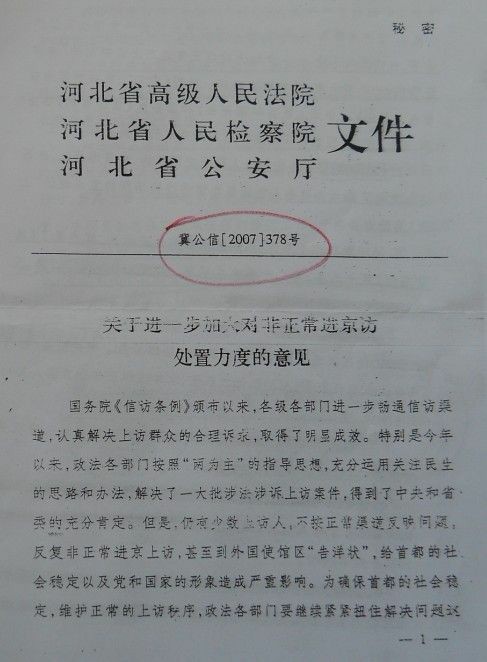 秘密
河北省高级人民法院
河北省人民检察院 文件
河北省公安厅
冀公信[2007]378号
关于进一步加大对非正常进京访
处置力度的意见
国务院《信访条例》颁布以来,各级各部门进一步畅通信访渠
道,认真解决上访群众的合理诉求,取得了明显成效。特别是今年
以来,政法各部门按照“两为主”的指导思想,充分运用关注民生
的思路和办法,解决了一大批涉法涉诉上访案件,得到了中央和省
委的充分肯定。但是,仍有少数上访人,不按正常渠道反映问题,
反复非正常进京上访,甚至到外国使馆区“告洋状”,给首都的社
会稳定以及党和国家的形象造成严重影响。为确保首都的社会稳
定,维护正常的上访秩序,政法各部门要继续紧紧扭住解决问题这
— 1 —